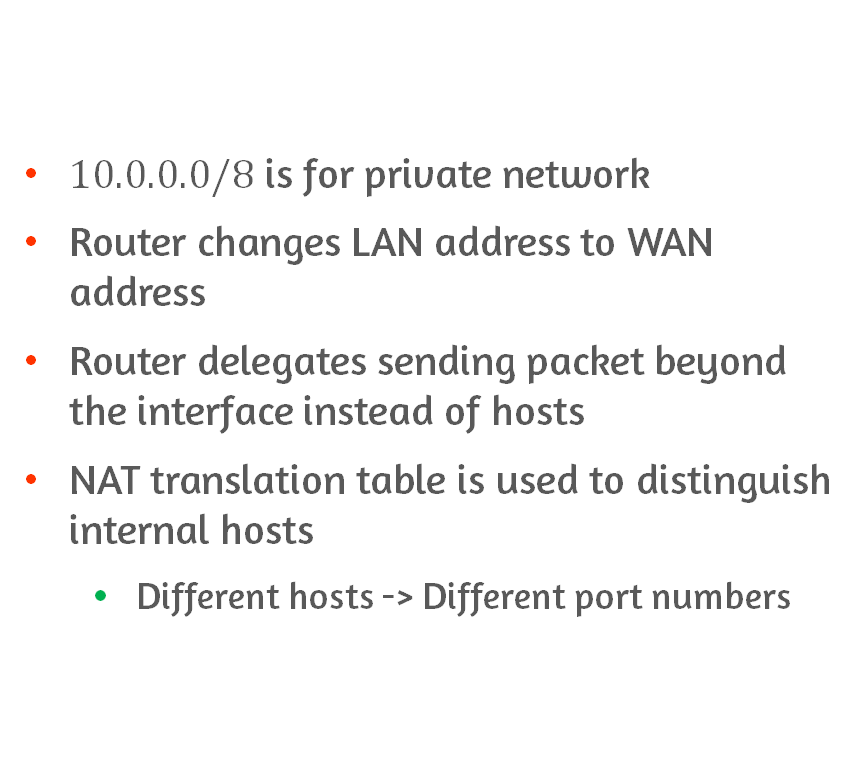 • 10.0.0.0/8 is for private network
• Router changes LAN address to WAN
address
• Router delegates sending packet beyond
the interface instead of hosts
• NAT translation table is used to distinguish
internal hosts
• Different hosts -> Different port numbers